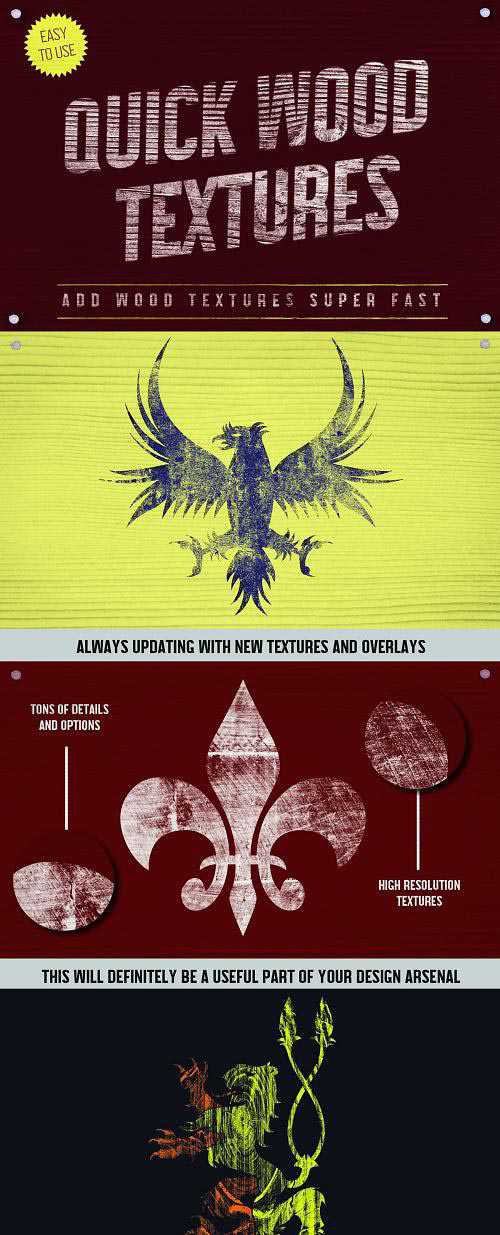 EASY
TO USE
QUICK WOOD
TEXTURES
ADD WOOD TEXTURES SUPER FAST
ALWAYS UPDATING WITH NEW TEXTURES AND OVERLAYS
TONS OF DETAILS
AND OPTIONS
HIGH RESOLUTION
TEXTURES
THIS WILL DEFINITELY BE A USEFUL PART OF YOUR DESIGN ARSENAL